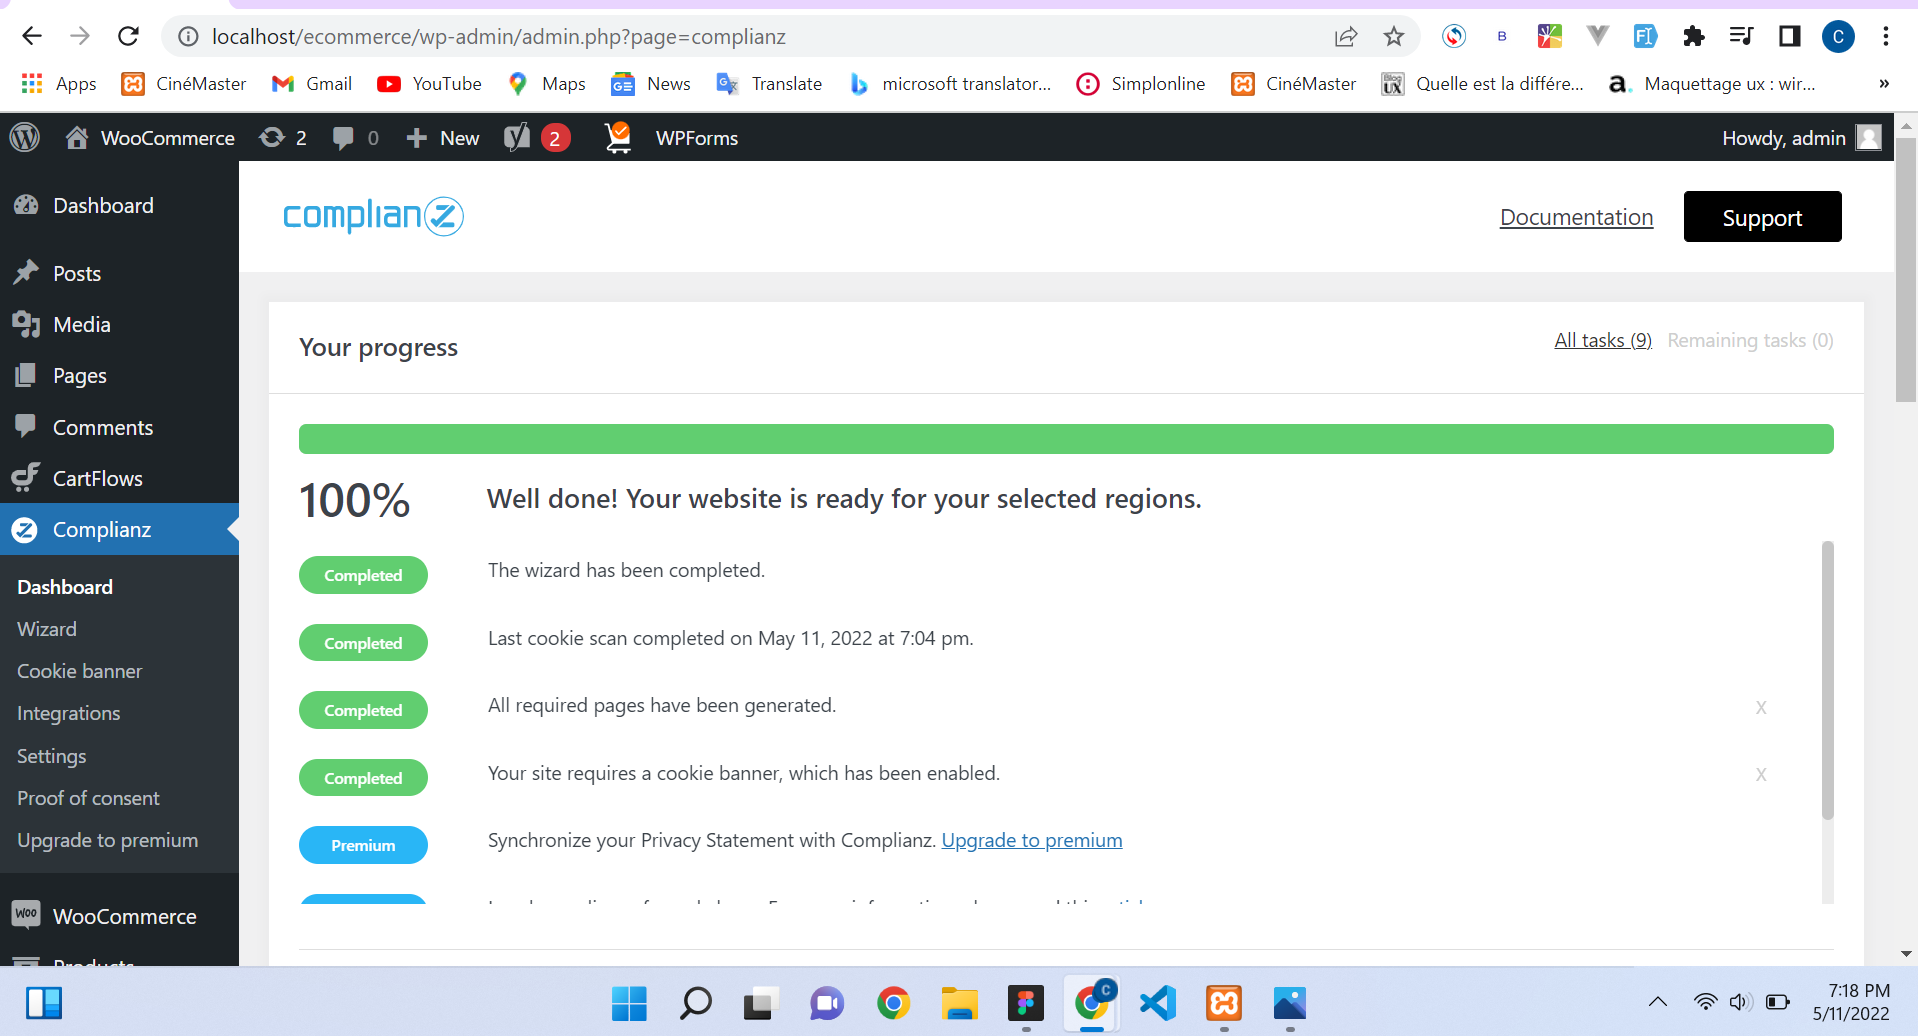 localhost/ecommerce/wp-admin/admin.php?page=complianz
B
C
Apps CinéMaster Gmail YouTube Maps News Translate microsoft translator... Simplonline CinéMaster Quelle est la différe... Maquettage ux : wir... »
WooCommerce 2 0 New 2 WPForms Howdy, admin
Dashboard
Posts
Media
Pages
Comments
CartFlows
Complianz
Dashboard
Wizard
Cookie banner
Integrations
Settings
Proof of consent
Upgrade to premium
WooCommerce
Products
complianz
Documentation Support
Your progress All tasks (9) Remaining tasks (0)
100% Well done! Your website is ready for your selected regions.
Completed The wizard has been completed.
Completed Last cookie scan completed on May 11, 2022 at 7:04 pm.
Completed All required pages have been generated. X
Completed Your site requires a cookie banner, which has been enabled. X
Premium Synchronize your Privacy Statement with Complianz. Upgrade to premium
7:18 PM
5/11/2022